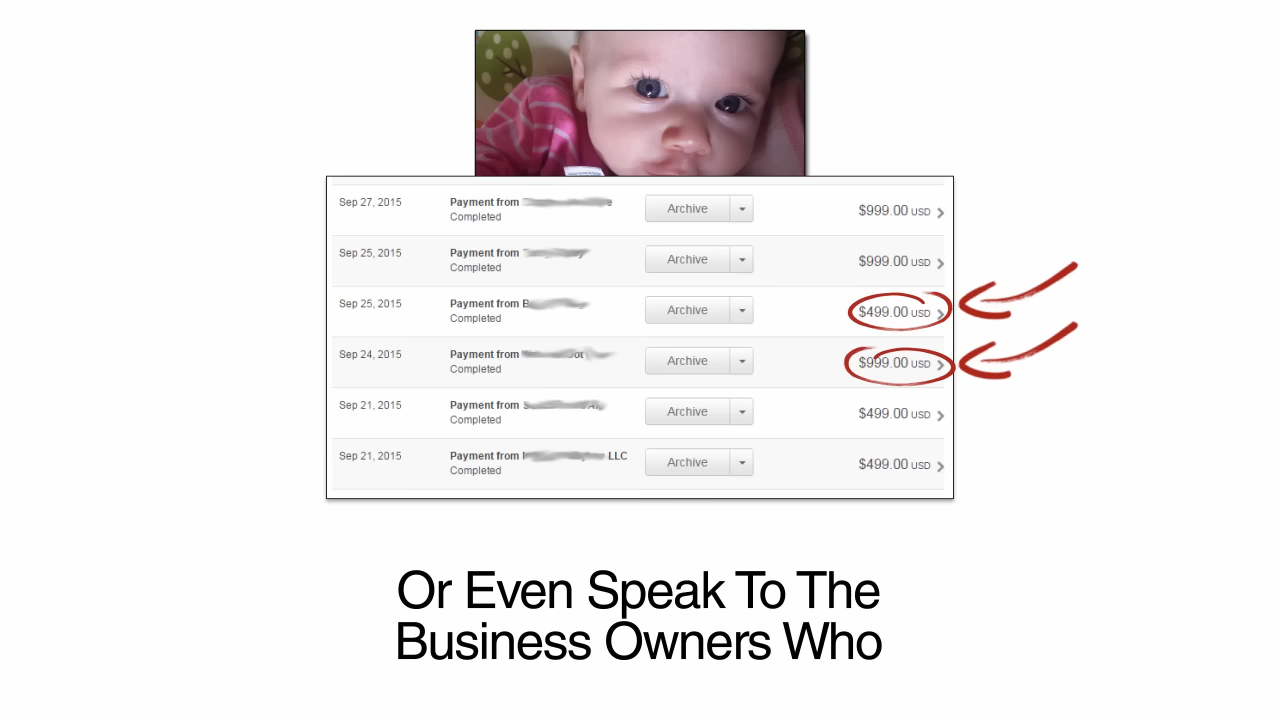 Sep 27, 2015 Payment from Archive $999.00 USD
Completed
Sep 25, 2015 Payment from Archive $999.00 USD
Completed
Sep 25, 2015 Payment from Archive $499.00 USD
Completed
Sep 24, 2015 Payment from Archive $999.00 USD
Completed
Sep 21, 2015 Payment from Archive $499.00 USD
Completed
Sep 21, 2015 Payment from LLC Archive $499.00 USD
Completed
Or Even Speak To The
Business Owners Who